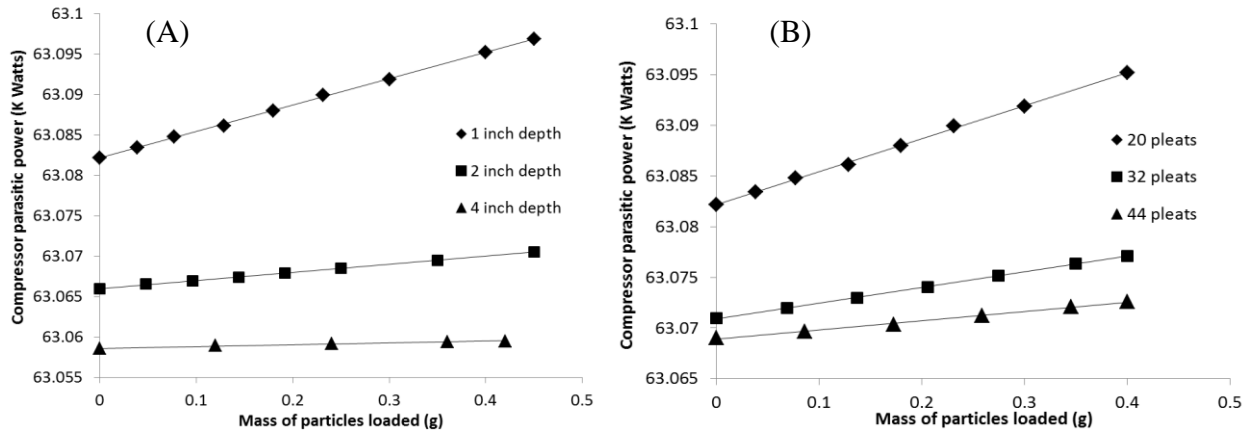 (A)
Compressor parasitic power (K Watts)
63.1
63.095
63.09
63.085
63.08
63.075
63.07
63.065
63.06
63.055
1 inch depth
2 inch depth
4 inch depth
0 0.1 0.2 0.3 0.4 0.5
Mass of particles loaded (g)
(B)
Compressor parasitic power (K Watts)
63.1
63.095
63.09
63.085
63.08
63.075
63.07
63.065
20 pleats
32 pleats
44 pleats
0 0.1 0.2 0.3 0.4 0.5
Mass of particles loaded (g)